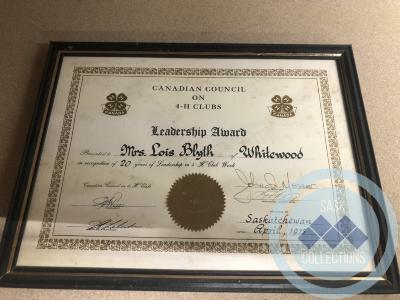 CANADIAN COUNCIL
ON
4-H CLUBS
CANADA
CANADA
Leadership Award
Presented to Mrs. Lois Blyth of Whitewood
in recognition of 20 years of Leadership in 4-H Club Work
Canadian Council on 4-H Clubs
Saskatchewan
April,
SASK
COLLECTIONS